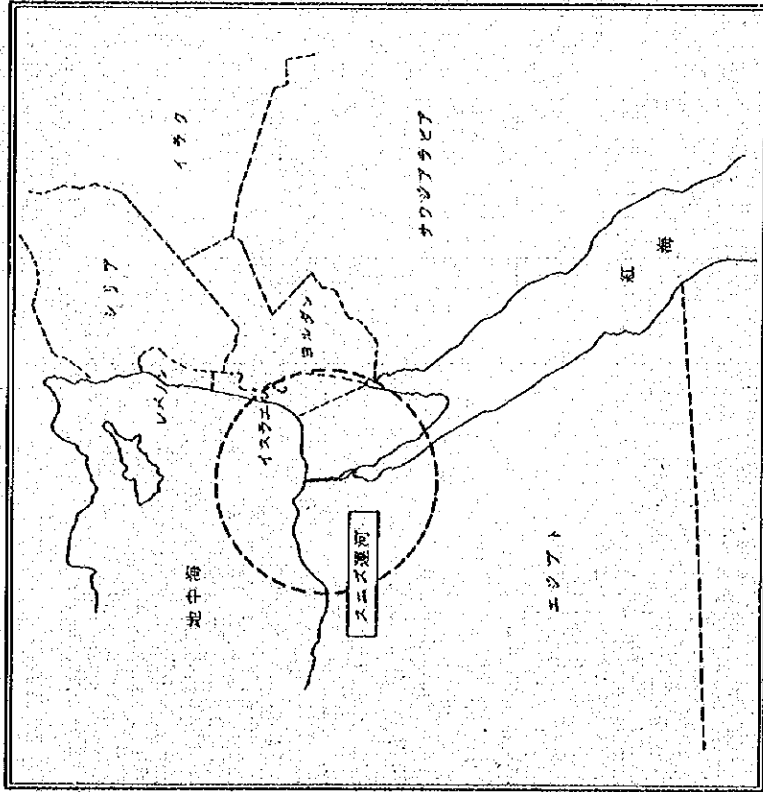 イラク
シリア
サウジアラビア
レバノン
ヨルダン
紅海
イスラエル
地中海
スエズ運河
エジプト